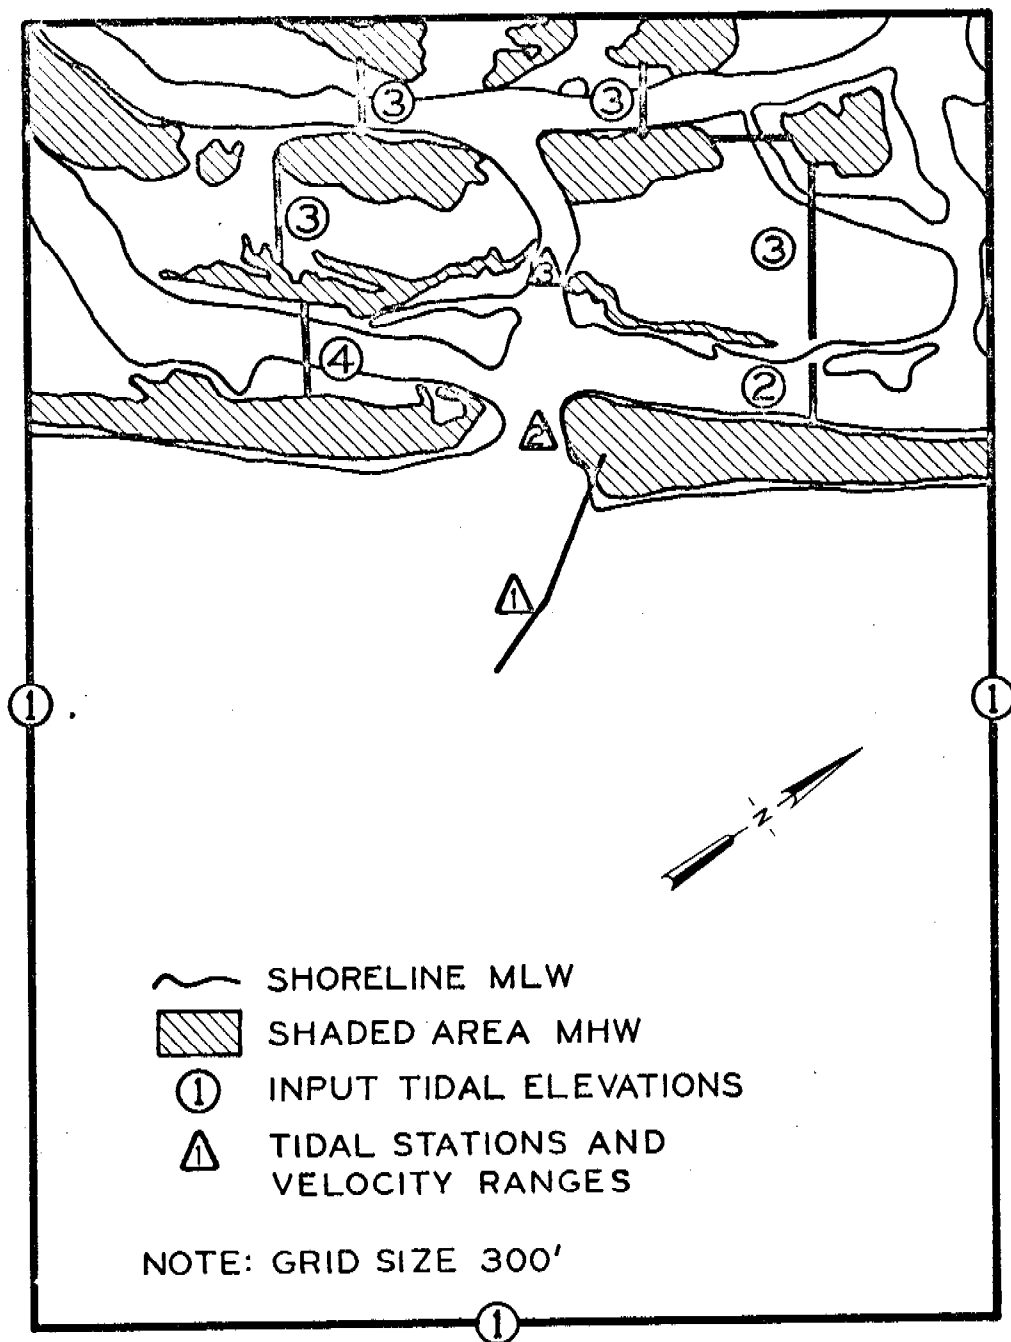 3 3
3 3
3
4 2
2
1
1 1
N
SHORELINE MLW
SHADED AREA MHW
1 INPUT TIDAL ELEVATIONS
1 TIDAL STATIONS AND
VELOCITY RANGES
NOTE: GRID SIZE 300'
1